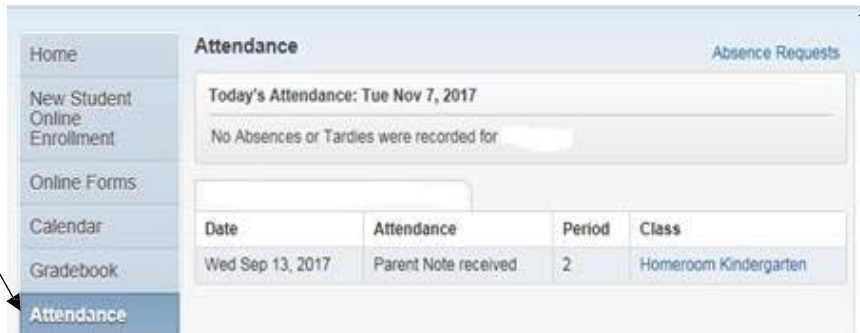 Home
New Student
Online
Enrollment
Online Forms
Calendar
Gradebook
Attendance
Attendance
Absence Requests
Today's Attendance: Tue Nov 7, 2017
No Absences or Tardies were recorded for
Date Attendance Period Class
Wed Sep 13, 2017 Parent Note received 2 Homeroom Kindergarten